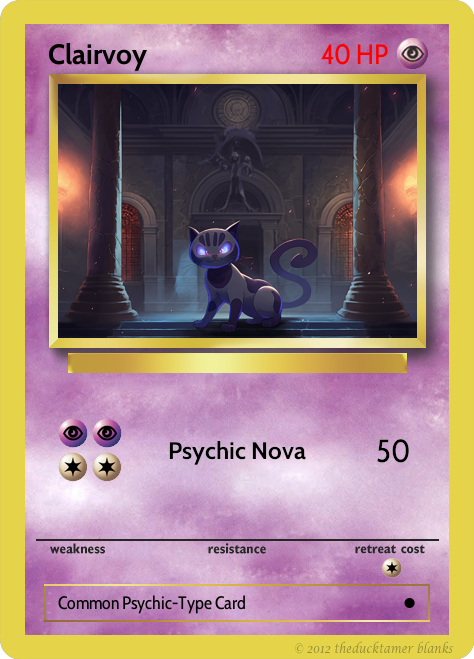 Clairvoy 40 HP
Psychic Nova 50
weakness resistance retreat cost
Common Psychic-Type Card
© 2012 theducktamer blanks